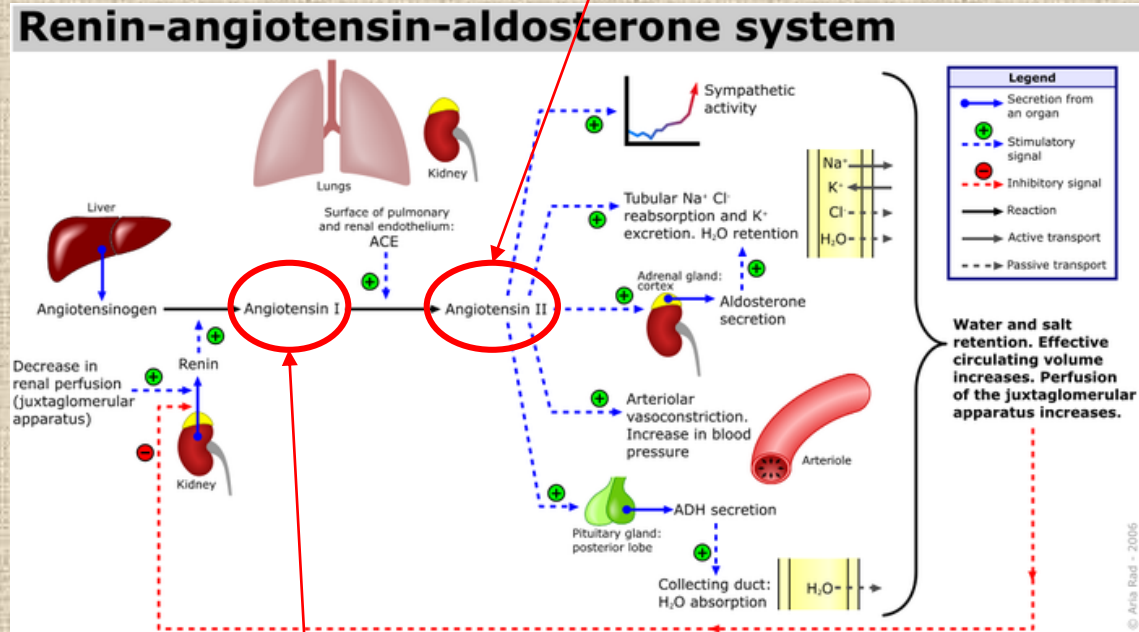 Renin-angiotensin-aldosterone system
Lungs
Kidney
Liver
Surface of pulmonary
and renal endothelium:
ACE
Angiotensinogen
Angiotensin I
Angiotensin II
Renin
Decrease in
renal perfusion
(juxtaglomerular
apparatus)
Kidney
Sympathetic
activity
Tubular Na⁺ Cl⁻
reabsorption and K⁺
excretion. H₂O retention
Adrenal gland:
cortex
Aldosterone
secretion
Arteriolar
vasoconstriction.
Increase in blood
pressure
Arteriole
Pituitary gland:
posterior lobe
ADH secretion
Collecting duct:
H₂O absorption
H₂O
Na⁺
K⁺
Cl⁻
H₂O
Legend
Secretion from
an organ
Stimulatory
signal
Inhibitory signal
Reaction
Active transport
Passive transport
Water and salt
retention. Effective
circulating volume
increases. Perfusion
of the juxtaglomerular
apparatus increases.
© Aria Rad - 2006